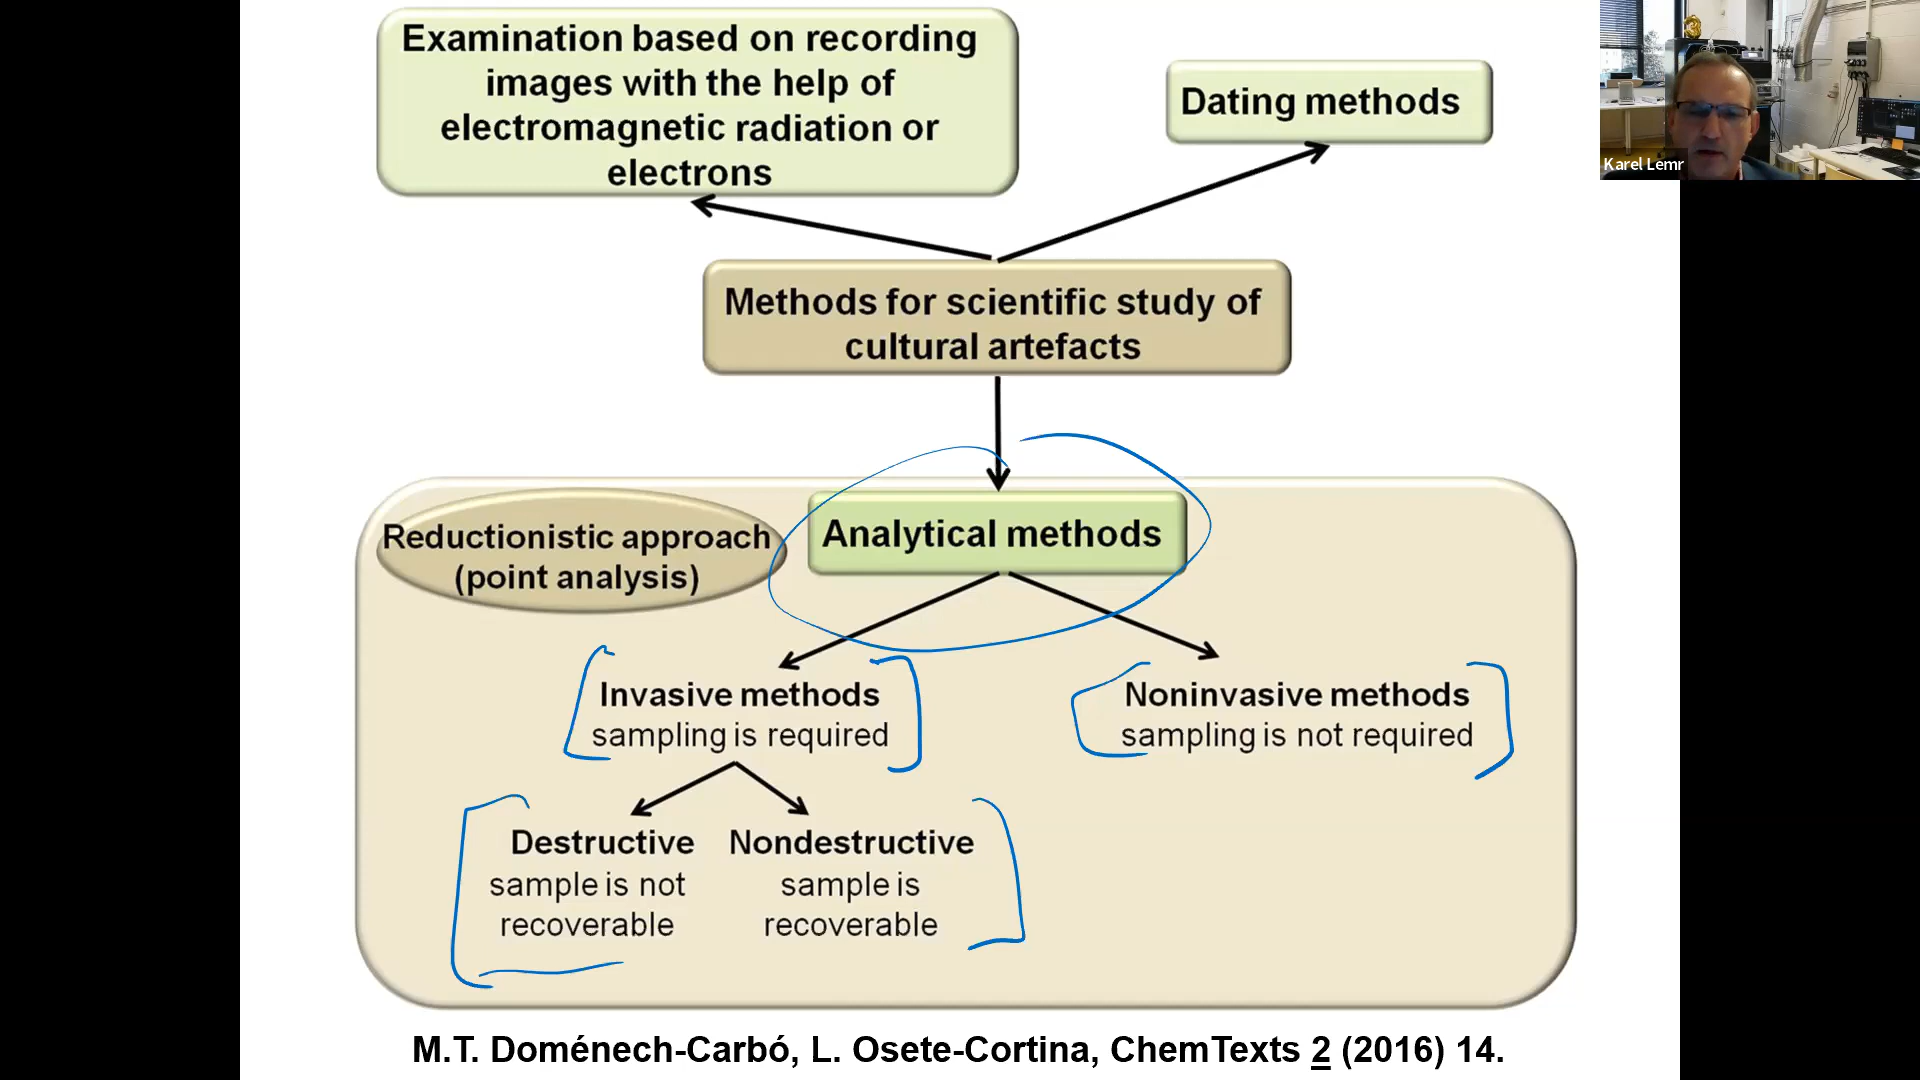 Examination based on recording
images with the help of
electromagnetic radiation or
electrons
Dating methods
Karel Lemr
Methods for scientific study of
cultural artefacts
Reductionistic approach
(point analysis)
Analytical methods
Invasive methods
sampling is required
Noninvasive methods
sampling is not required
Destructive
sample is not
recoverable
Nondestructive
sample is
recoverable
M.T. Doménech-Carbó, L. Osete-Cortina, ChemTexts 2 (2016) 14.